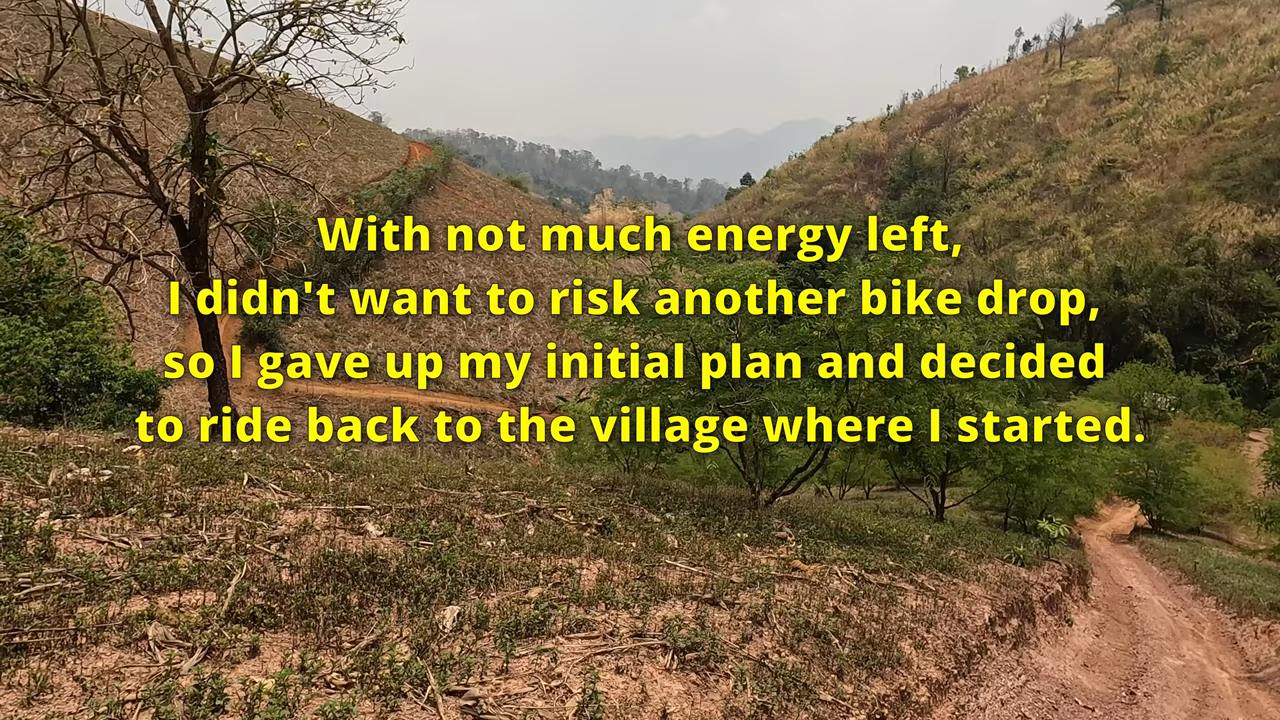 With not much energy left,
I didn't want to risk another bike drop,
so I gave up my initial plan and decided
to ride back to the village where I started.